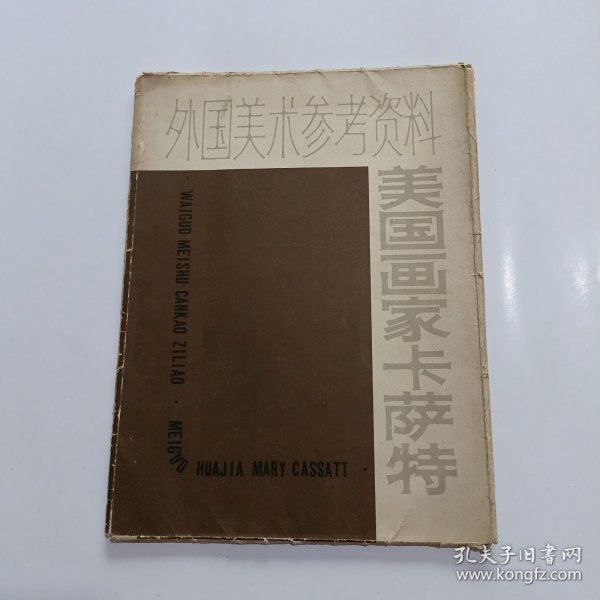 外国美术参考资料
美国画家卡萨特
· WAIGUO MEISHU CANKAO ZILIAO · MEIGUO HUAJIA MARY CASSATT ·
孔夫子旧书网
www.kongfz.com